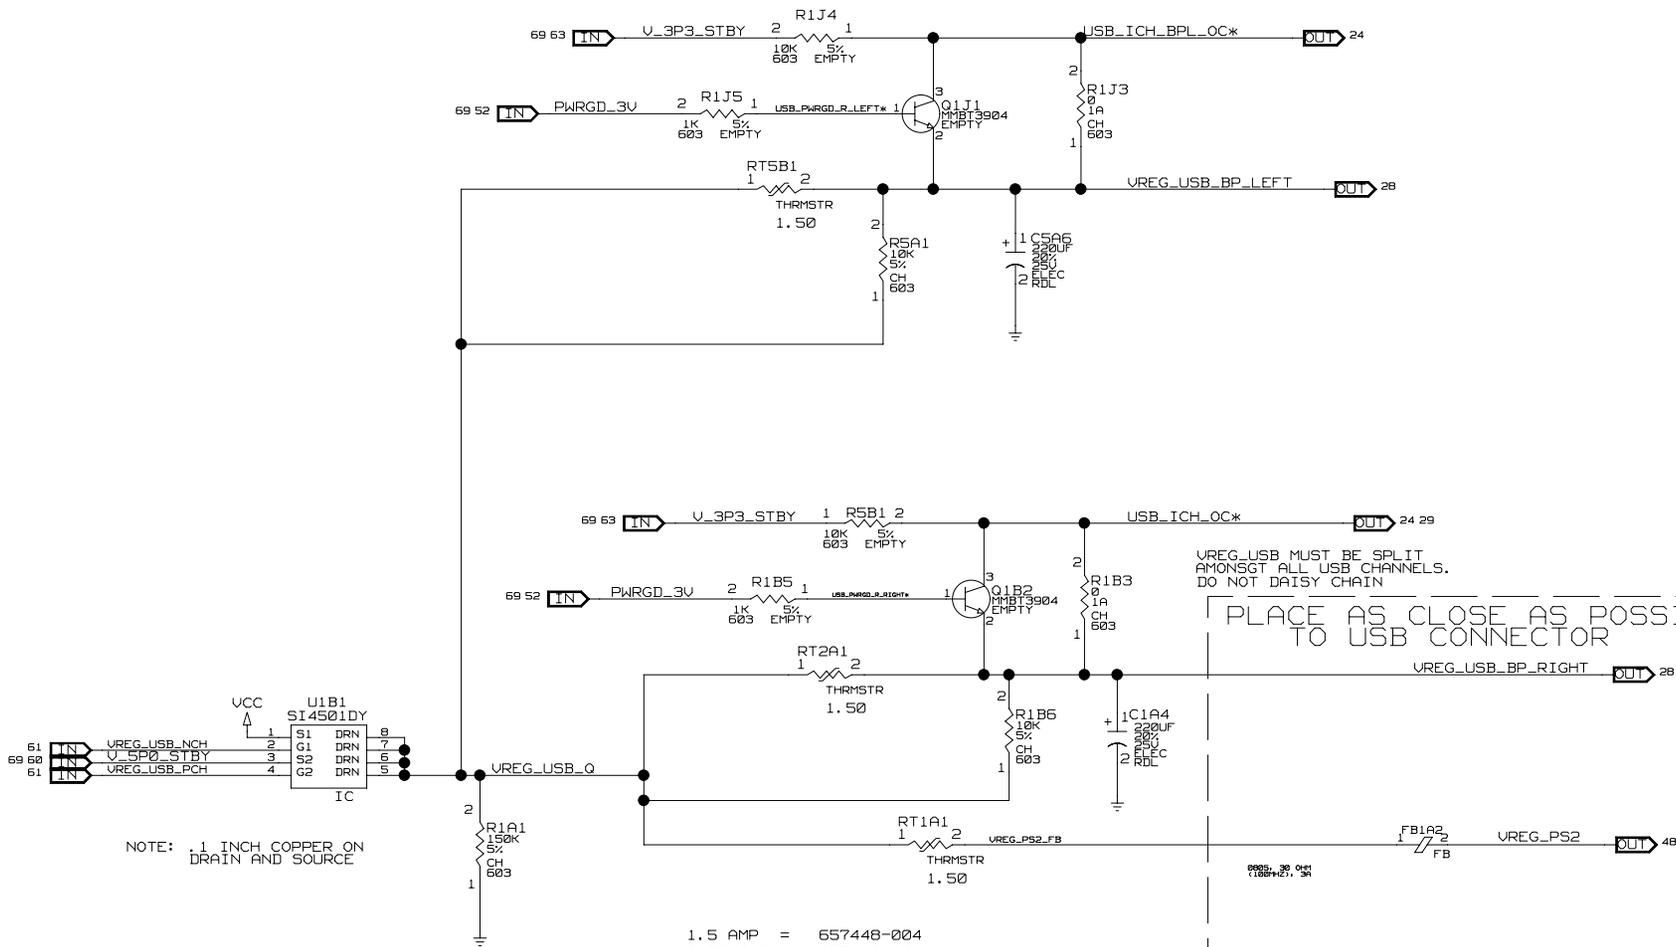 R1J4
69 63 IN V_3P3_STBY 2 1 USB_ICH_BPL_OC* OUT 24
10K 5%
603 EMPTY
2
R1J3
0
1A
CH
603
1
69 52 IN PWRGD_3V 2 R1J5 1 USB_PWRGD_R_LEFT* 1
1K 5%
603 EMPTY
3
Q1J1
MMBT3904
EMPTY
2
RT5B1
1 2
THRMSTR
1.50
VREG_USB_BP_LEFT OUT 28
2
R5A1
10K
5%
CH
603
1
+ 1 C5A6
220UF
20%
25V
ELEC
2 RDL
69 63 IN V_3P3_STBY 1 R5B1 2 USB_ICH_OC* OUT 24 29
10K 5%
603 EMPTY
VREG_USB MUST BE SPLIT
AMONSGT ALL USB CHANNELS.
DO NOT DAISY CHAIN
2
R1B3
0
1A
CH
603
1
69 52 IN PWRGD_3V 2 R1B5 1 USB_PWRGD_R_RIGHT* 1
1K 5%
603 EMPTY
3
Q1B2
MMBT3904
EMPTY
2
PLACE AS CLOSE AS POSSI
TO USB CONNECTOR
RT2A1
1 2
THRMSTR
1.50
VREG_USB_BP_RIGHT OUT 28
2
R1B6
10K
5%
CH
603
1
+ 1 C1A4
220UF
20%
25V
ELEC
2 RDL
VCC
U1B1
SI4501DY
1 S1 DRN 8
61 IN VREG_USB_NCH 2 G1 DRN 7
69 60 IN V_5P0_STBY 3 S2 DRN 6
61 IN VREG_USB_PCH 4 G2 DRN 5
IC
VREG_USB_Q
2
R1A1
150K
5%
CH
603
1
NOTE: .1 INCH COPPER ON
DRAIN AND SOURCE
RT1A1
1 2 VREG_PS2_FB
THRMSTR
1.50
FB1A2
1 2
FB
VREG_PS2 OUT 48
0805, 30 OHM
(100MHZ), 3A
1.5 AMP = 657448-004